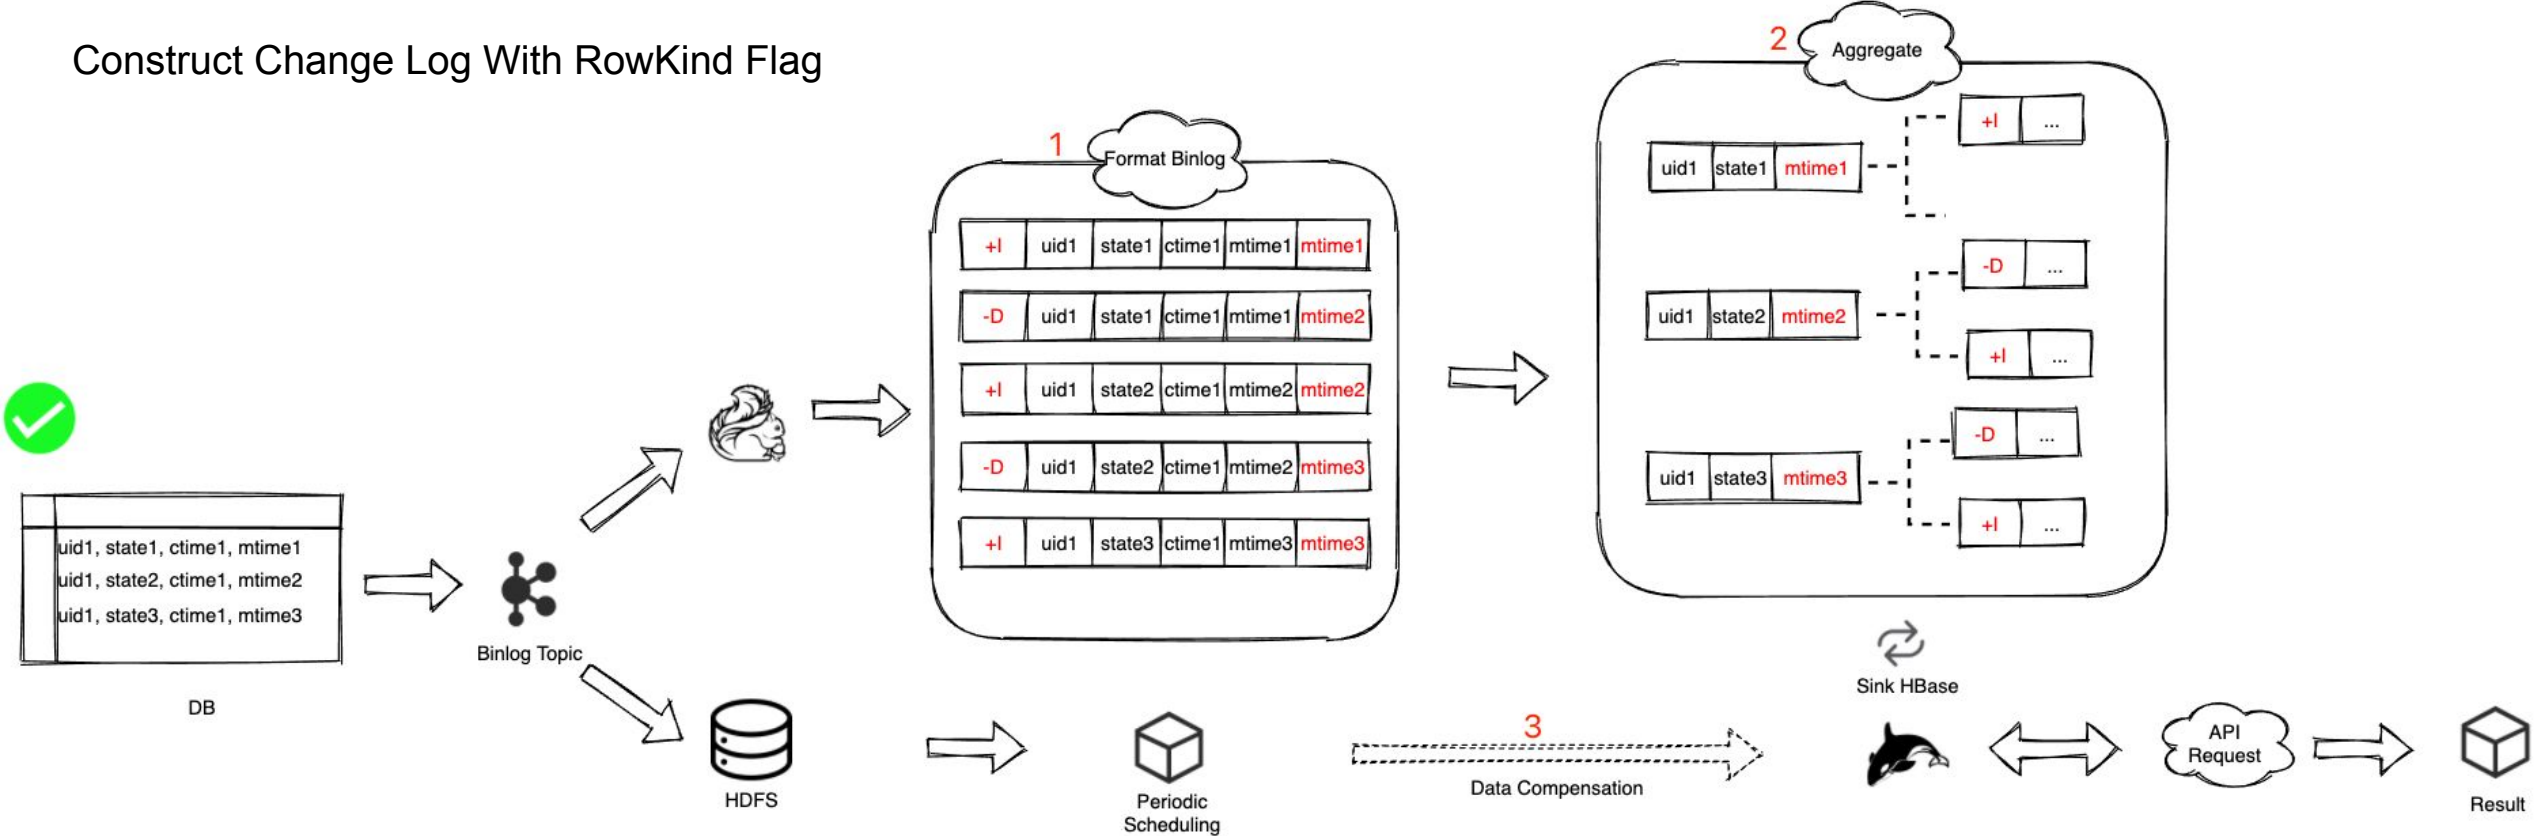 Construct Change Log With RowKind Flag
1
Format Binlog
+I uid1 state1 ctime1 mtime1 mtime1
-D uid1 state1 ctime1 mtime1 mtime2
+I uid1 state2 ctime1 mtime2 mtime2
-D uid1 state2 ctime1 mtime2 mtime3
+I uid1 state3 ctime1 mtime3 mtime3
2
Aggregate
uid1 state1 mtime1
+I ...
uid1 state2 mtime2
-D ...
+I ...
uid1 state3 mtime3
-D ...
+I ...
uid1, state1, ctime1, mtime1
uid1, state2, ctime1, mtime2
uid1, state3, ctime1, mtime3
DB
Binlog Topic
HDFS
Periodic
Scheduling
3
Data Compensation
Sink HBase
API
Request
Result